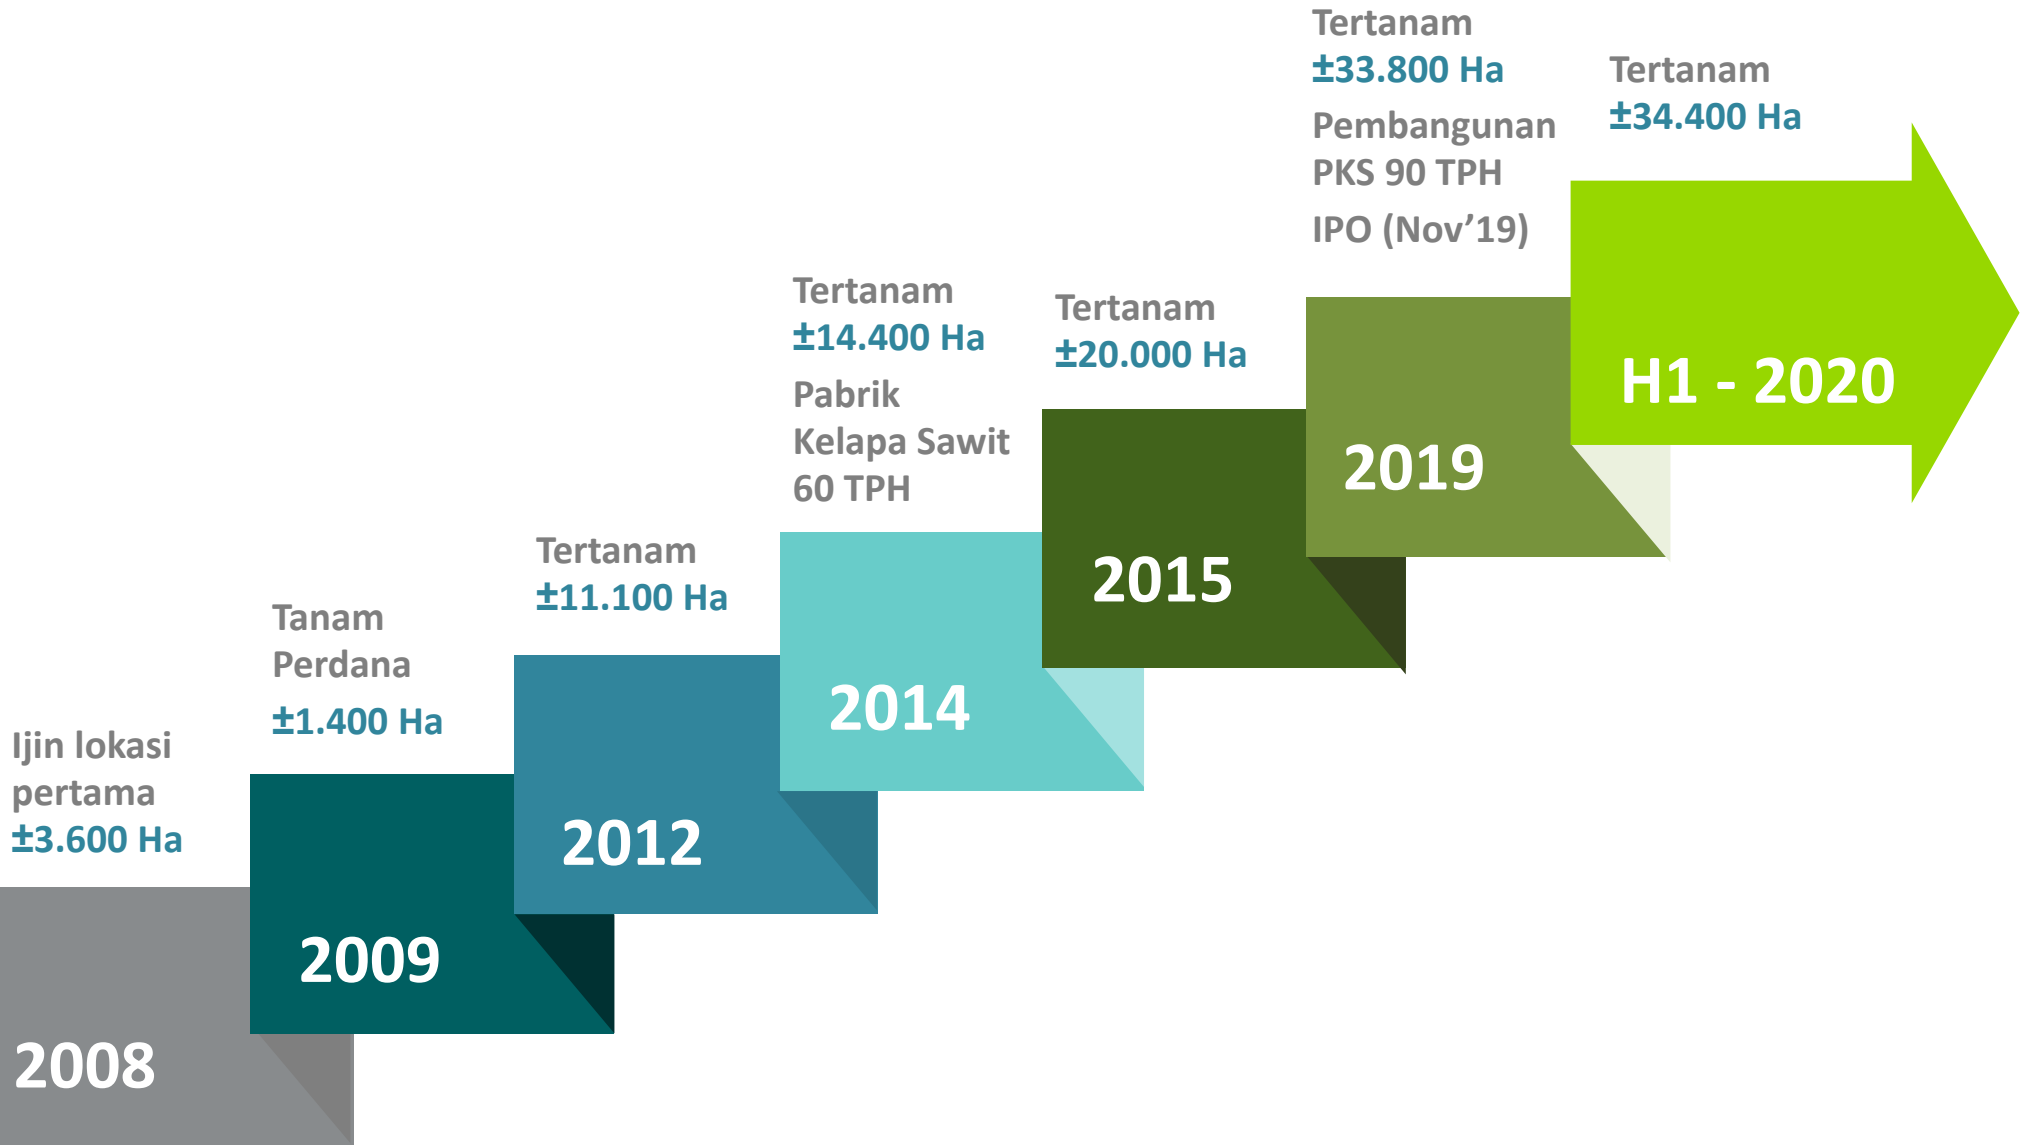 Ijin lokasi
pertama
±3.600 Ha
2008
Tanam
Perdana
±1.400 Ha
2009
Tertanam
±11.100 Ha
2012
Tertanam
±14.400 Ha
Pabrik
Kelapa Sawit
60 TPH
2014
Tertanam
±20.000 Ha
2015
Tertanam
±33.800 Ha
Pembangunan
PKS 90 TPH
IPO (Nov’19)
2019
Tertanam
±34.400 Ha
H1 - 2020